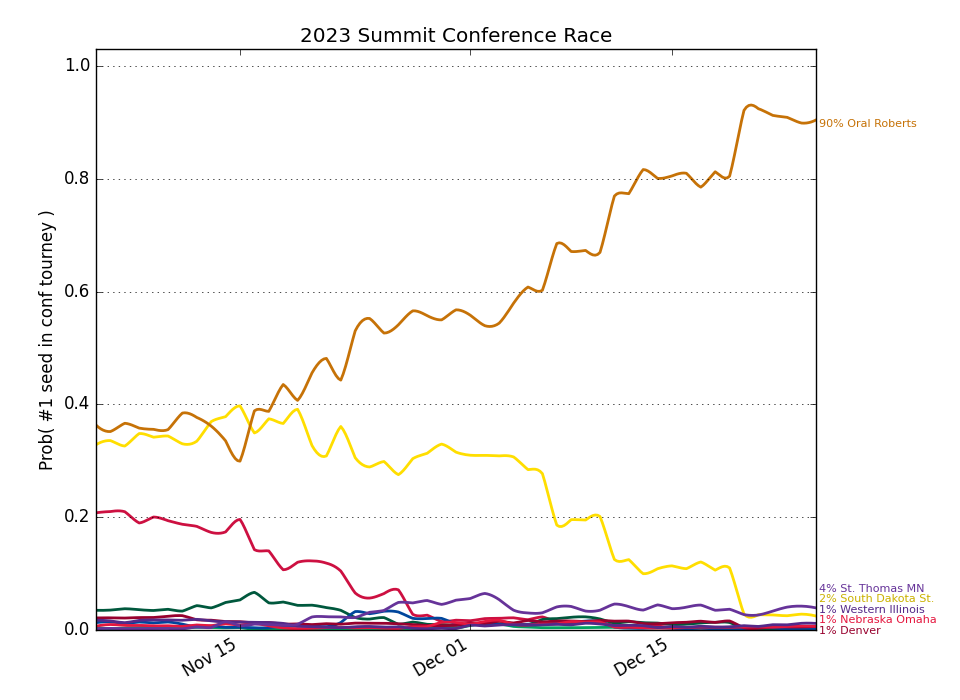 2023 Summit Conference Race
Prob( #1 seed in conf tourney )
1.0
0.8
0.6
0.4
0.2
0.0
Nov 15
Dec 01
Dec 15
90% Oral Roberts
4% St. Thomas MN
2% South Dakota St.
1% Western Illinois
1% Nebraska Omaha
1% Denver